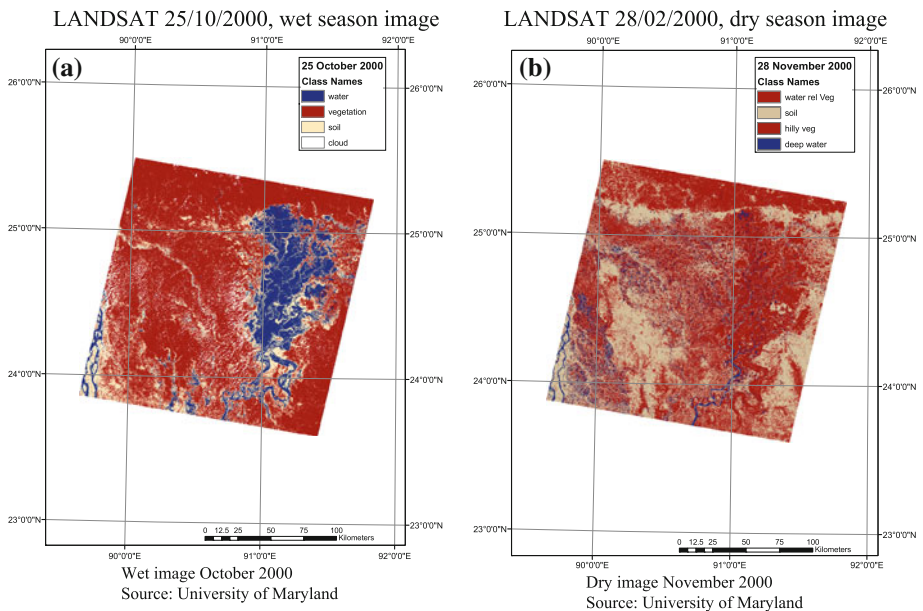 LANDSAT 25/10/2000, wet season image
90°0'0"E 91°0'0"E 92°0'0"E
(a)
25 October 2000
Class Names
water
vegetation
soil
cloud
26°0'0"N 26°0'0"N
25°0'0"N 25°0'0"N
24°0'0"N 24°0'0"N
23°0'0"N 23°0'0"N
0 12.5 25 50 75 100
Kilometers
90°0'0"E 91°0'0"E 92°0'0"E
Wet image October 2000
Source: University of Maryland
LANDSAT 28/02/2000, dry season image
90°0'0"E 91°0'0"E 92°0'0"E
(b)
28 November 2000
Class Names
water rel Veg
soil
hilly veg
deep water
26°0'0"N 26°0'0"N
25°0'0"N 25°0'0"N
24°0'0"N 24°0'0"N
23°0'0"N 23°0'0"N
0 12.5 25 50 75 100
Kilometers
90°0'0"E 91°0'0"E 92°0'0"E
Dry image November 2000
Source: University of Maryland